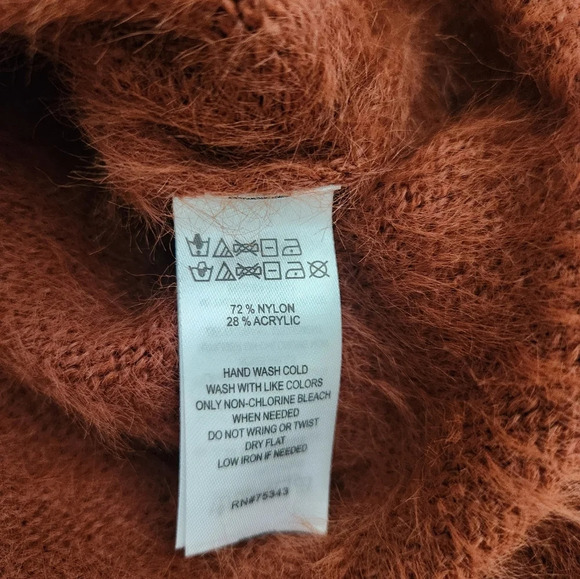 72 % NYLON
28 % ACRYLIC
HAND WASH COLD
WASH WITH LIKE COLORS
ONLY NON-CHLORINE BLEACH
WHEN NEEDED
DO NOT WRING OR TWIST
DRY FLAT
LOW IRON IF NEEDED
RN#75343